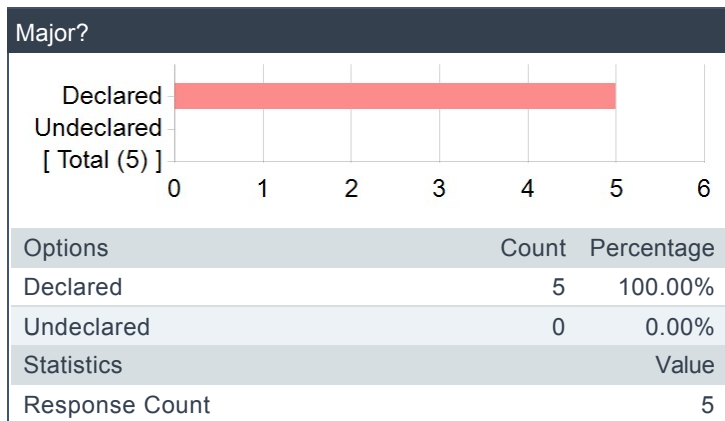 Major?
Declared
Undeclared
[ Total (5) ]
0 1 2 3 4 5 6
Options Count Percentage
Declared 5 100.00%
Undeclared 0 0.00%
Statistics Value
Response Count 5